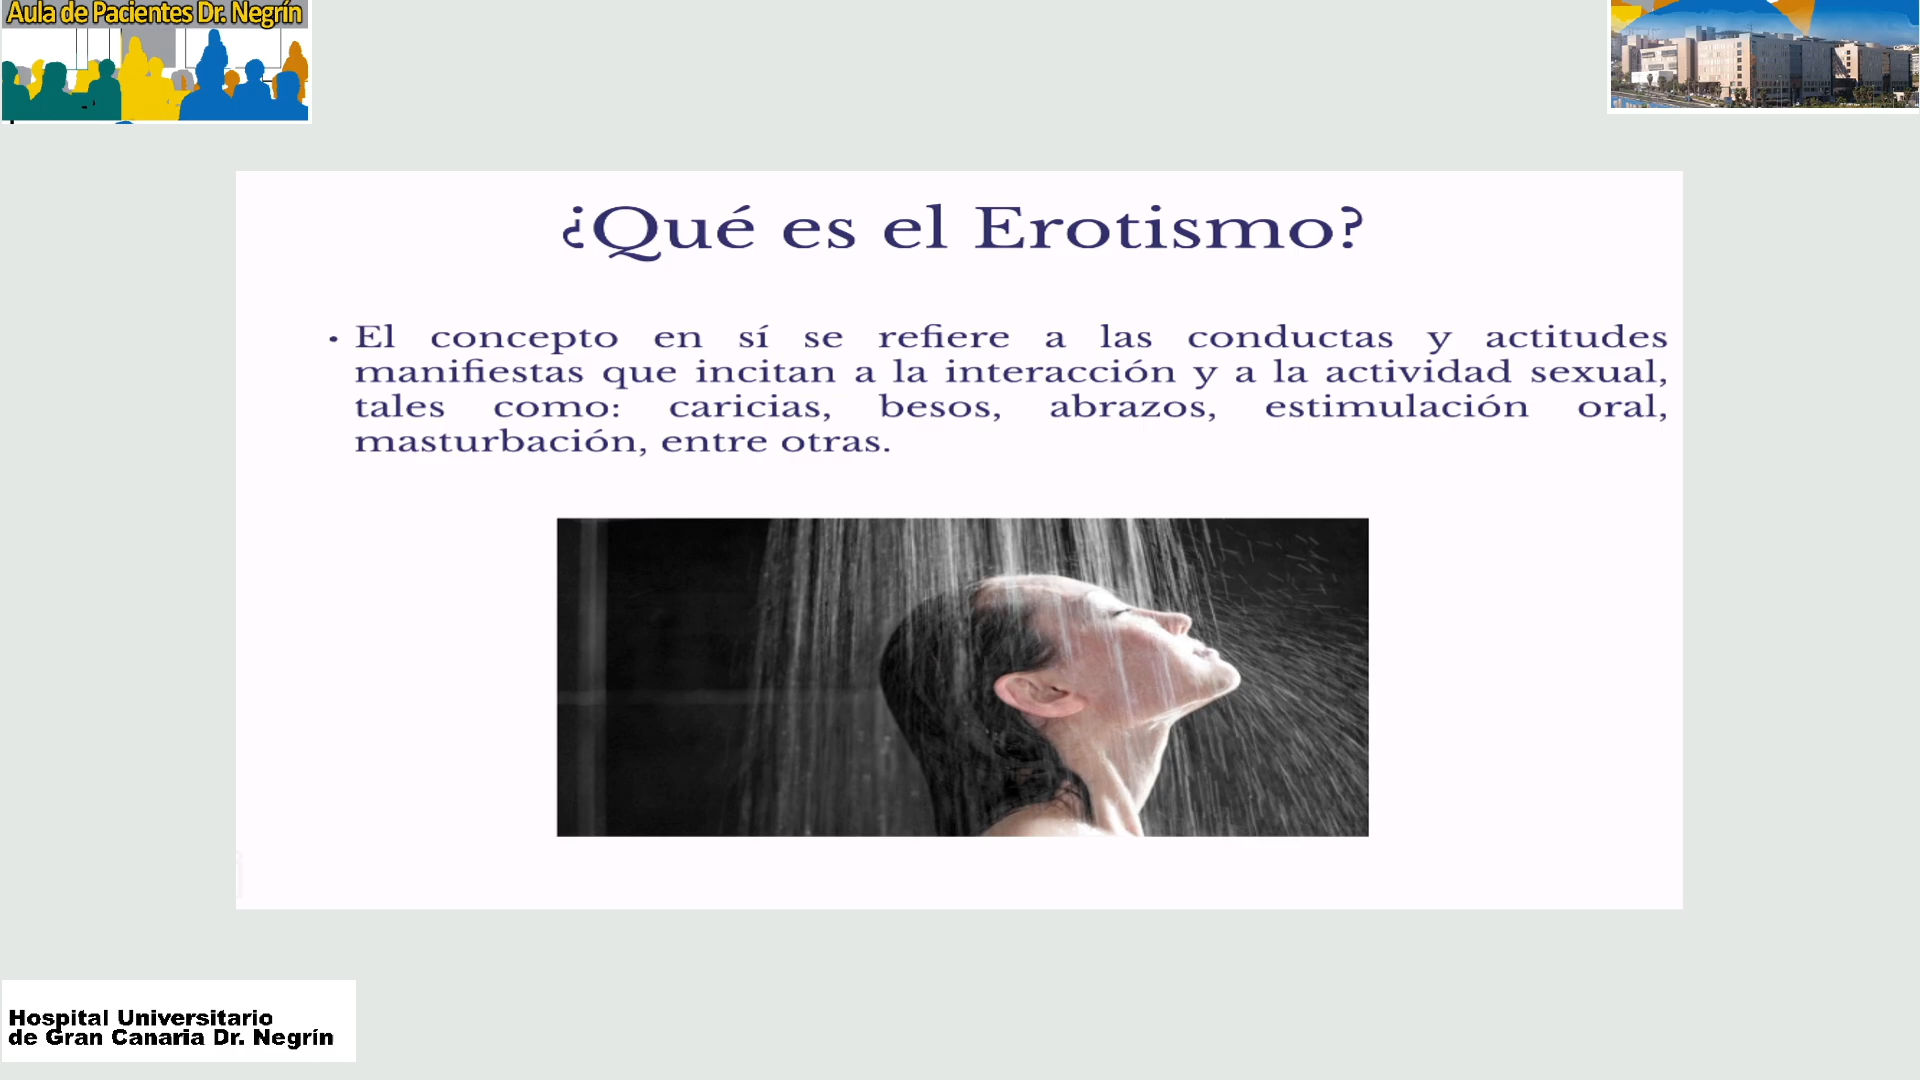 Aula de Pacientes Dr. Negrín
¿Qué es el Erotismo?
• El concepto en sí se refiere a las conductas y actitudes
manifiestas que incitan a la interacción y a la actividad sexual,
tales como: caricias, besos, abrazos, estimulación oral,
masturbación, entre otras.
Hospital Universitario
de Gran Canaria Dr. Negrín